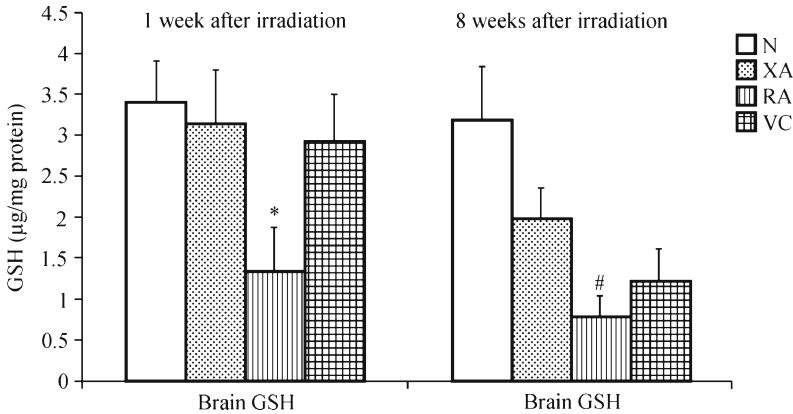 1 week after irradiation
8 weeks after irradiation
N
XA
RA
VC
GSH (µg/mg protein)
4.5
4
3.5
3
2.5
2
1.5
1
0.5
0
*
#
Brain GSH
Brain GSH